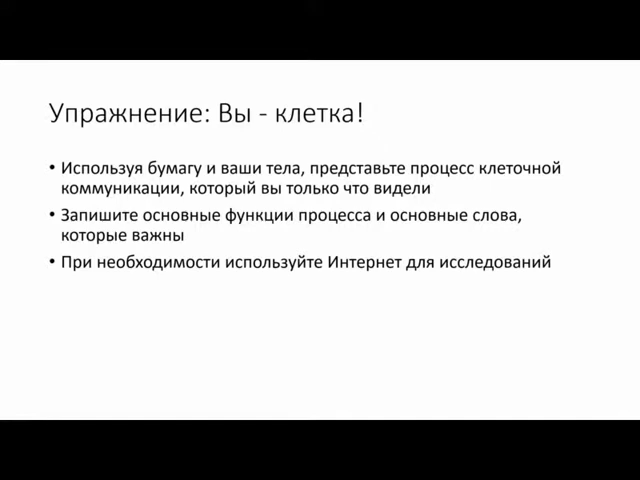 Упражнение: Вы - клетка!
• Используя бумагу и ваши тела, представьте процесс клеточной
коммуникации, который вы только что видели
• Запишите основные функции процесса и основные слова,
которые важны
• При необходимости используйте Интернет для исследований